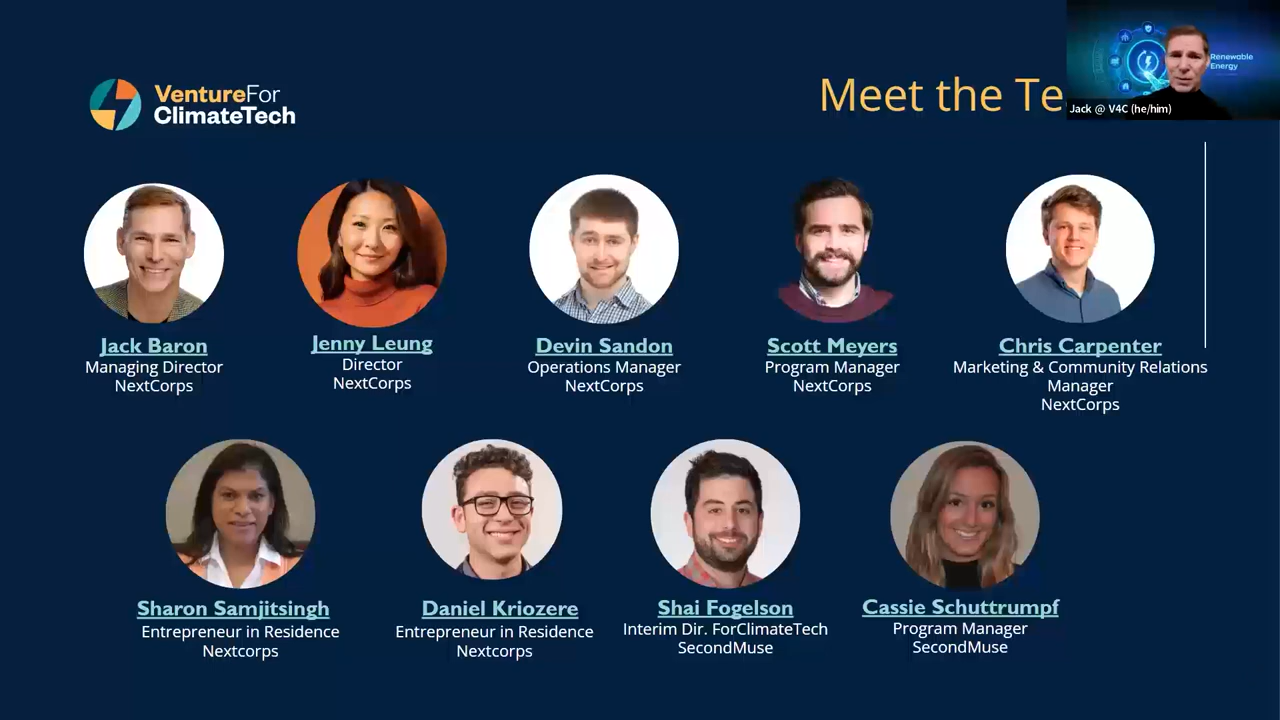 VentureFor
ClimateTech
Meet the Te
Renewable
Energy
Jack @ V4C (he/him)
Jack Baron
Managing Director
NextCorps
Jenny Leung
Director
NextCorps
Devin Sandon
Operations Manager
NextCorps
Scott Meyers
Program Manager
NextCorps
Chris Carpenter
Marketing & Community Relations
Manager
NextCorps
Sharon Samjitsingh
Entrepreneur in Residence
Nextcorps
Daniel Kriozere
Entrepreneur in Residence
Nextcorps
Shai Fogelson
Interim Dir. ForClimateTech
SecondMuse
Cassie Schuttrumpf
Program Manager
SecondMuse